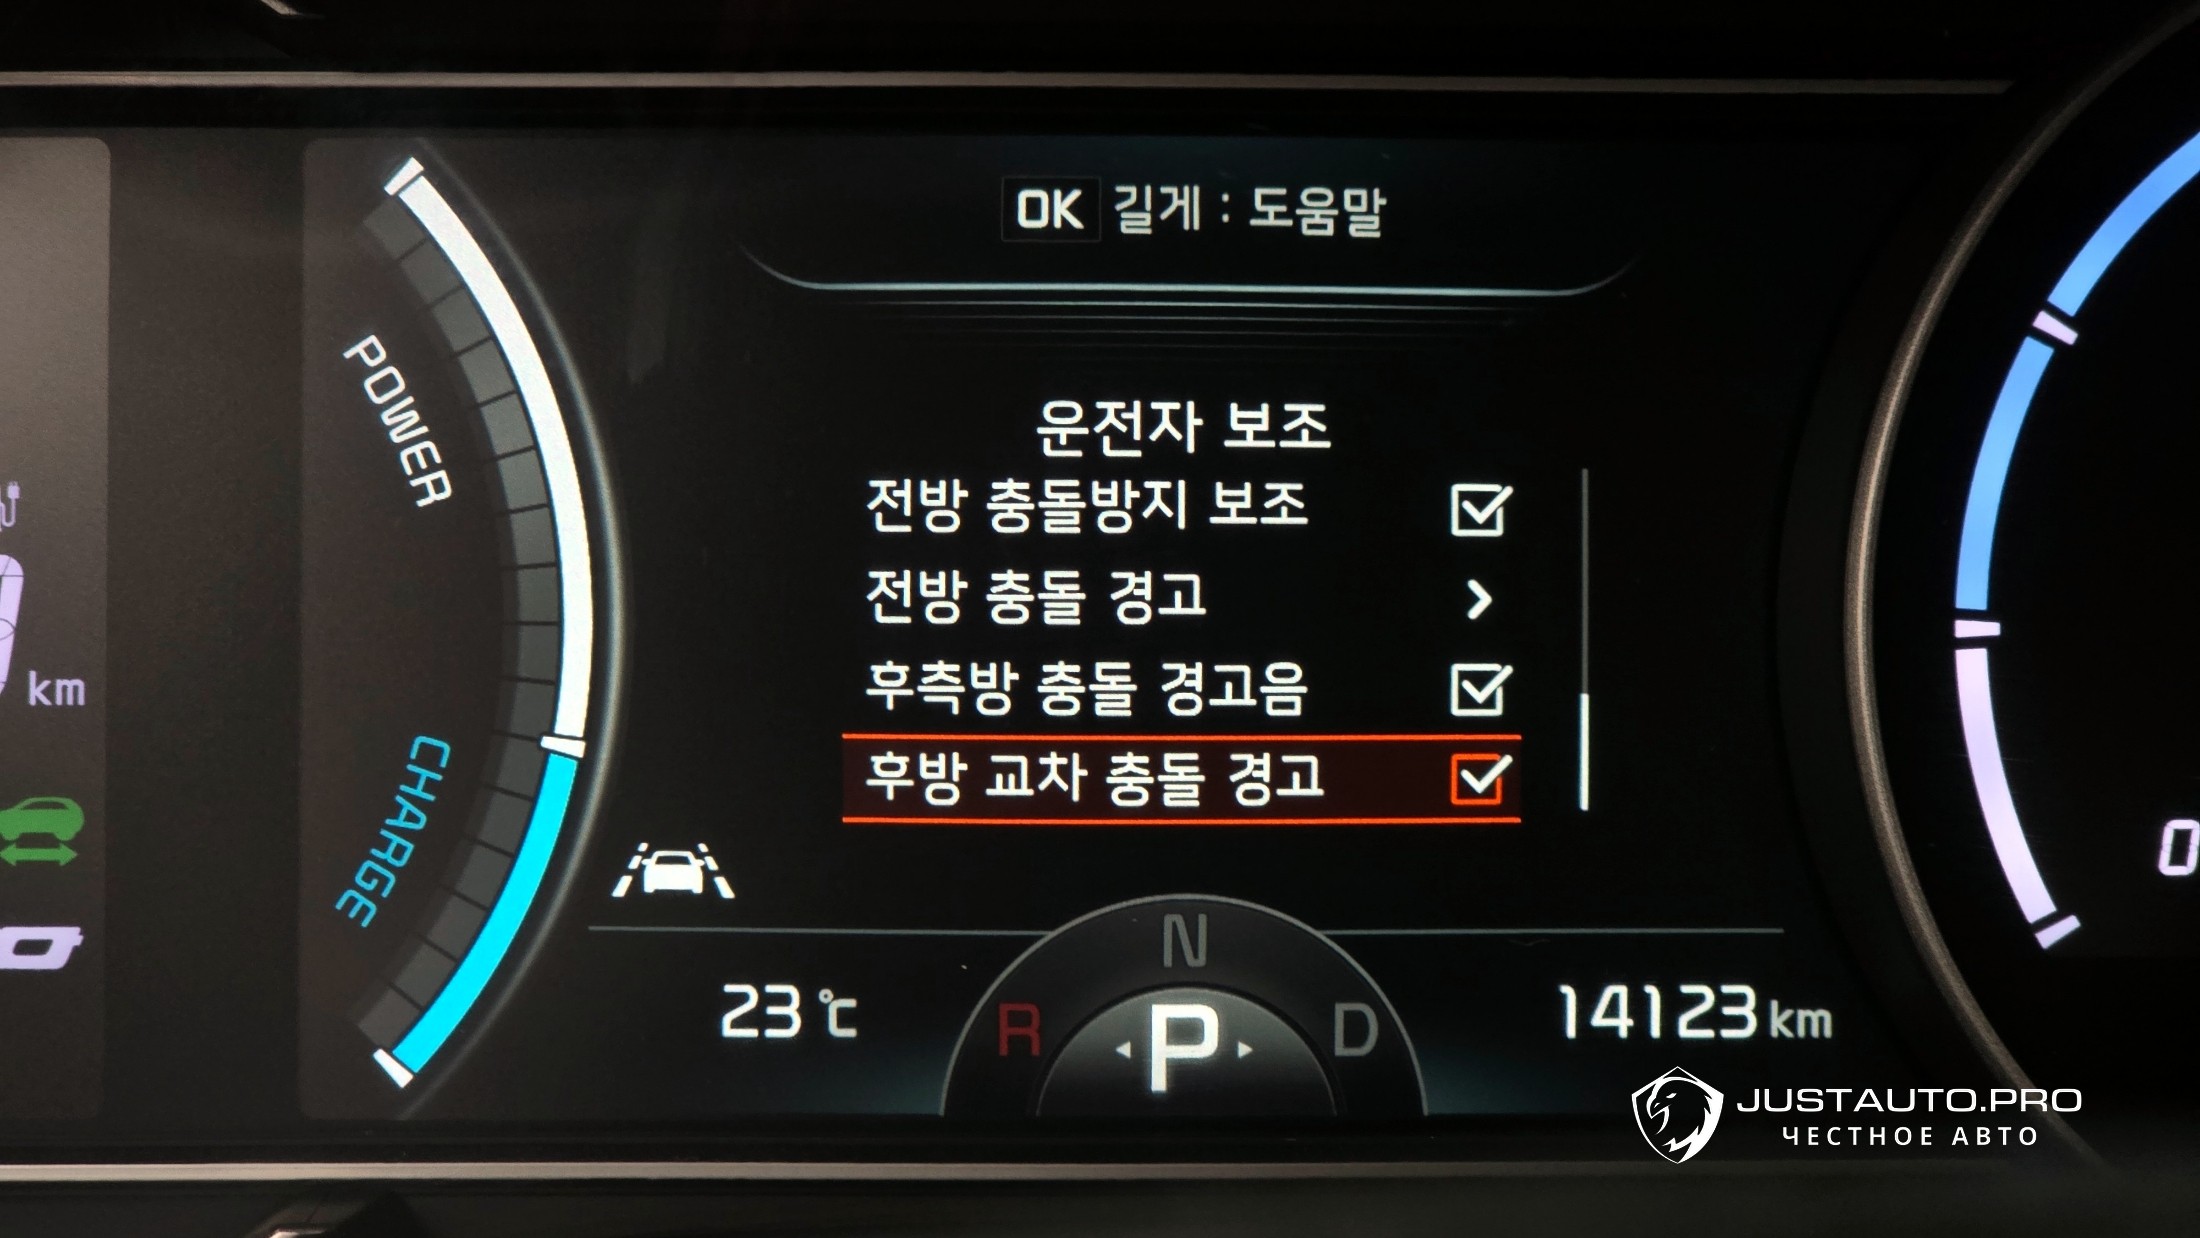 OK 길게 : 도움말
운전자 보조
전방 충돌방지 보조
전방 충돌 경고
후측방 충돌 경고음
후방 교차 충돌 경고
POWER
CHARGE
km
N
R P D
23 ℃
14123 km
0
JUSTAUTO.PRO
ЧЕСТНОЕ АВТО